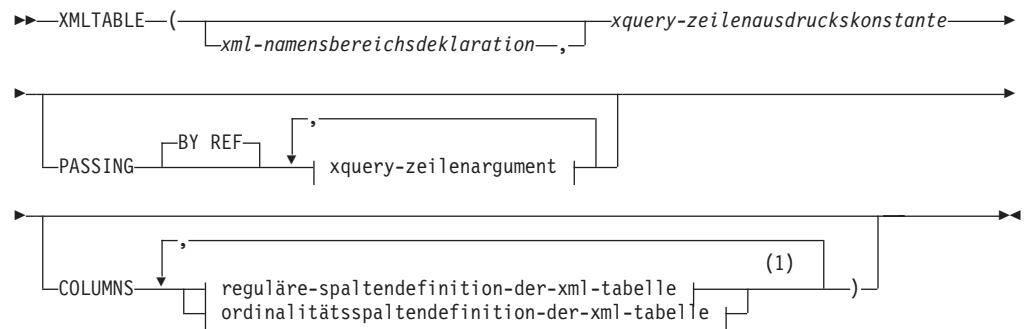 XMLTABLE ( xml-namensbereichsdeklaration , xquery-zeilenausdruckskonstante
PASSING BY REF , xquery-zeilenargument
COLUMNS , reguläre-spaltendefinition-der-xml-tabelle (1) )
ordinalitätsspaltendefinition-der-xml-tabelle